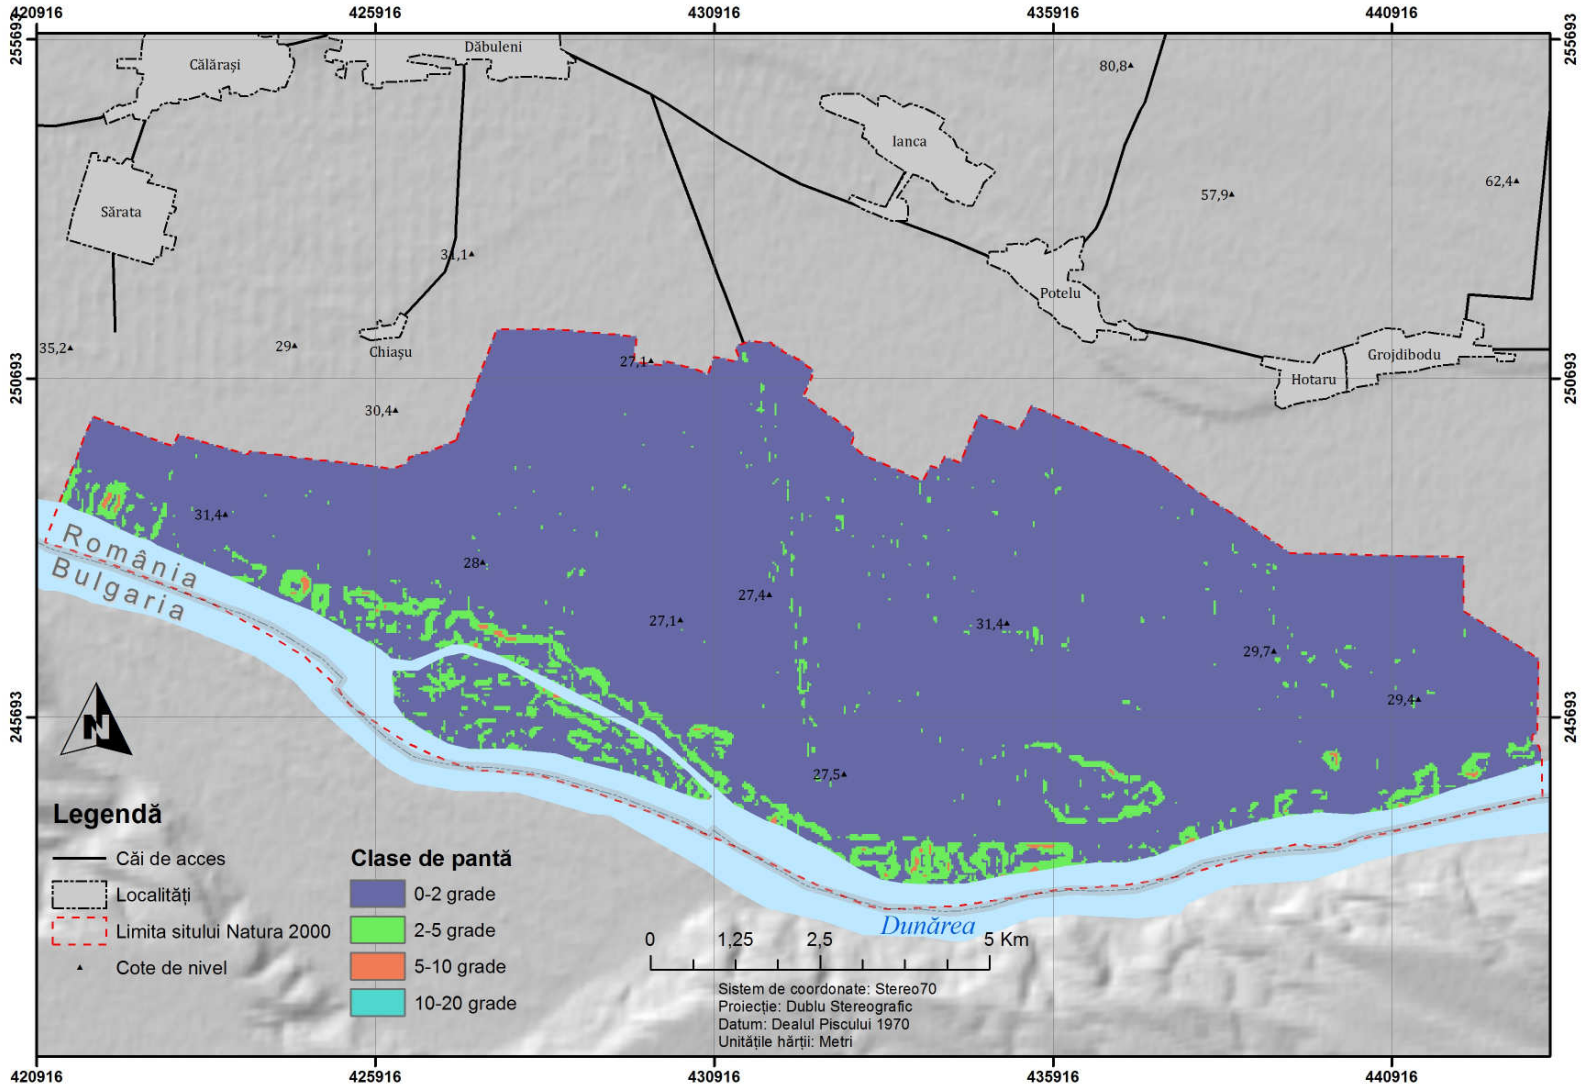 420916 425916 430916 435916 440916
255693 255693
Dăbuleni
Călărași
80,8
Ianca
62,4
57,9
Sărata
31,1
Potelu
35,2
29
Chiașu
27,1
Grojdibodu
Hotaru
250693 250693
30,4
31,4
România
Bulgaria
28
27,4
27,1
31,4
29,7
29,4
245693 245693
N
27,5
Legendă
Căi de acces
Localități
Limita sitului Natura 2000
Cote de nivel
Clase de pantă
0-2 grade
2-5 grade
5-10 grade
10-20 grade
Dunărea
0 1,25 2,5 5 Km
Sistem de coordonate: Stereo70
Proiecție: Dublu Stereografic
Datum: Dealul Piscului 1970
Unitățile hărții: Metri
420916 425916 430916 435916 440916